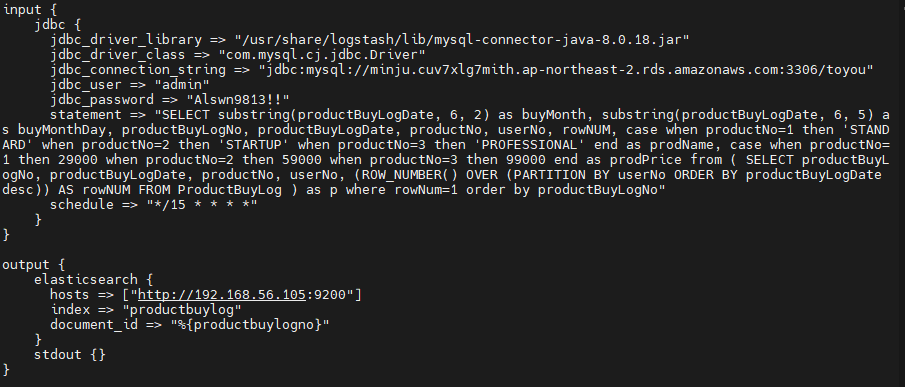 input {
    jdbc {
      jdbc_driver_library => "/usr/share/logstash/lib/mysql-connector-java-8.0.18.jar"
      jdbc_driver_class => "com.mysql.cj.jdbc.Driver"
      jdbc_connection_string => "jdbc:mysql://minju.cuv7xlg7mith.ap-northeast-2.rds.amazonaws.com:3306/toyou"
      jdbc_user => "admin"
      jdbc_password => "Alswn9813!!"
      statement => "SELECT substring(productBuyLogDate, 6, 2) as buyMonth, substring(productBuyLogDate, 6, 5) a
s buyMonthDay, productBuyLogNo, productBuyLogDate, productNo, userNo, rowNUM, case when productNo=1 then 'STAND
ARD' when productNo=2 then 'STARTUP' when productNo=3 then 'PROFESSIONAL' end as prodName, case when productNo=
1 then 29000 when productNo=2 then 59000 when productNo=3 then 99000 end as prodPrice from ( SELECT productBuyL
ogNo, productBuyLogDate, productNo, userNo, (ROW_NUMBER() OVER (PARTITION BY userNo ORDER BY productBuyLogDate
desc)) AS rowNUM FROM ProductBuyLog ) as p where rowNum=1 order by productBuyLogNo"
      schedule => "*/15 * * * *"
    }
}
output {
    elasticsearch {
      hosts => ["http://192.168.56.105:9200"]
      index => "productbuylog"
      document_id => "%{productbuylogno}"
    }
    stdout {}
}